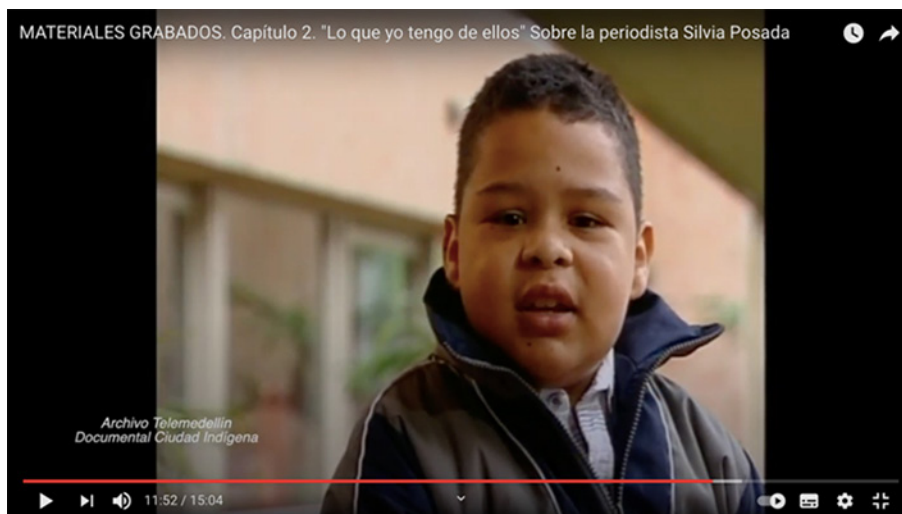 MATERIALES GRABADOS. Capítulo 2. "Lo que yo tengo de ellos" Sobre la periodista Silvia Posada
Archivo Telemedellín
Documental Ciudad Indígena
11:52 / 15:04